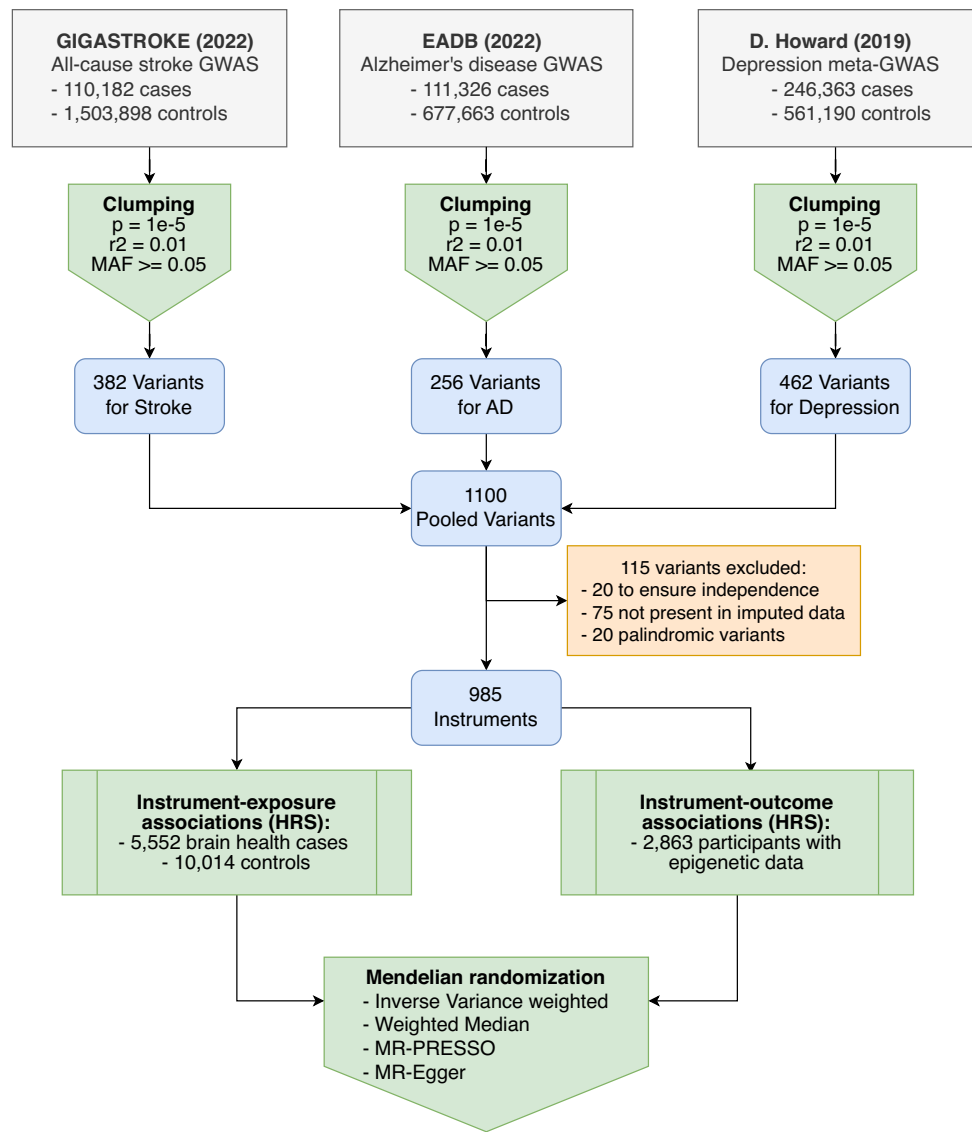 GIGASTROKE (2022)
All-cause stroke GWAS
- 110,182 cases
- 1,503,898 controls
EADB (2022)
Alzheimer's disease GWAS
- 111,326 cases
- 677,663 controls
D. Howard (2019)
Depression meta-GWAS
- 246,363 cases
- 561,190 controls
Clumping
p = 1e-5
r2 = 0.01
MAF >= 0.05
Clumping
p = 1e-5
r2 = 0.01
MAF >= 0.05
Clumping
p = 1e-5
r2 = 0.01
MAF >= 0.05
382 Variants
for Stroke
256 Variants
for AD
462 Variants
for Depression
1100
Pooled Variants
115 variants excluded:
- 20 to ensure independence
- 75 not present in imputed data
- 20 palindromic variants
985
Instruments
Instrument-exposure
associations (HRS):
- 5,552 brain health cases
- 10,014 controls
Instrument-outcome
associations (HRS):
- 2,863 participants with
epigenetic data
Mendelian randomization
- Inverse Variance weighted
- Weighted Median
- MR-PRESSO
- MR-Egger